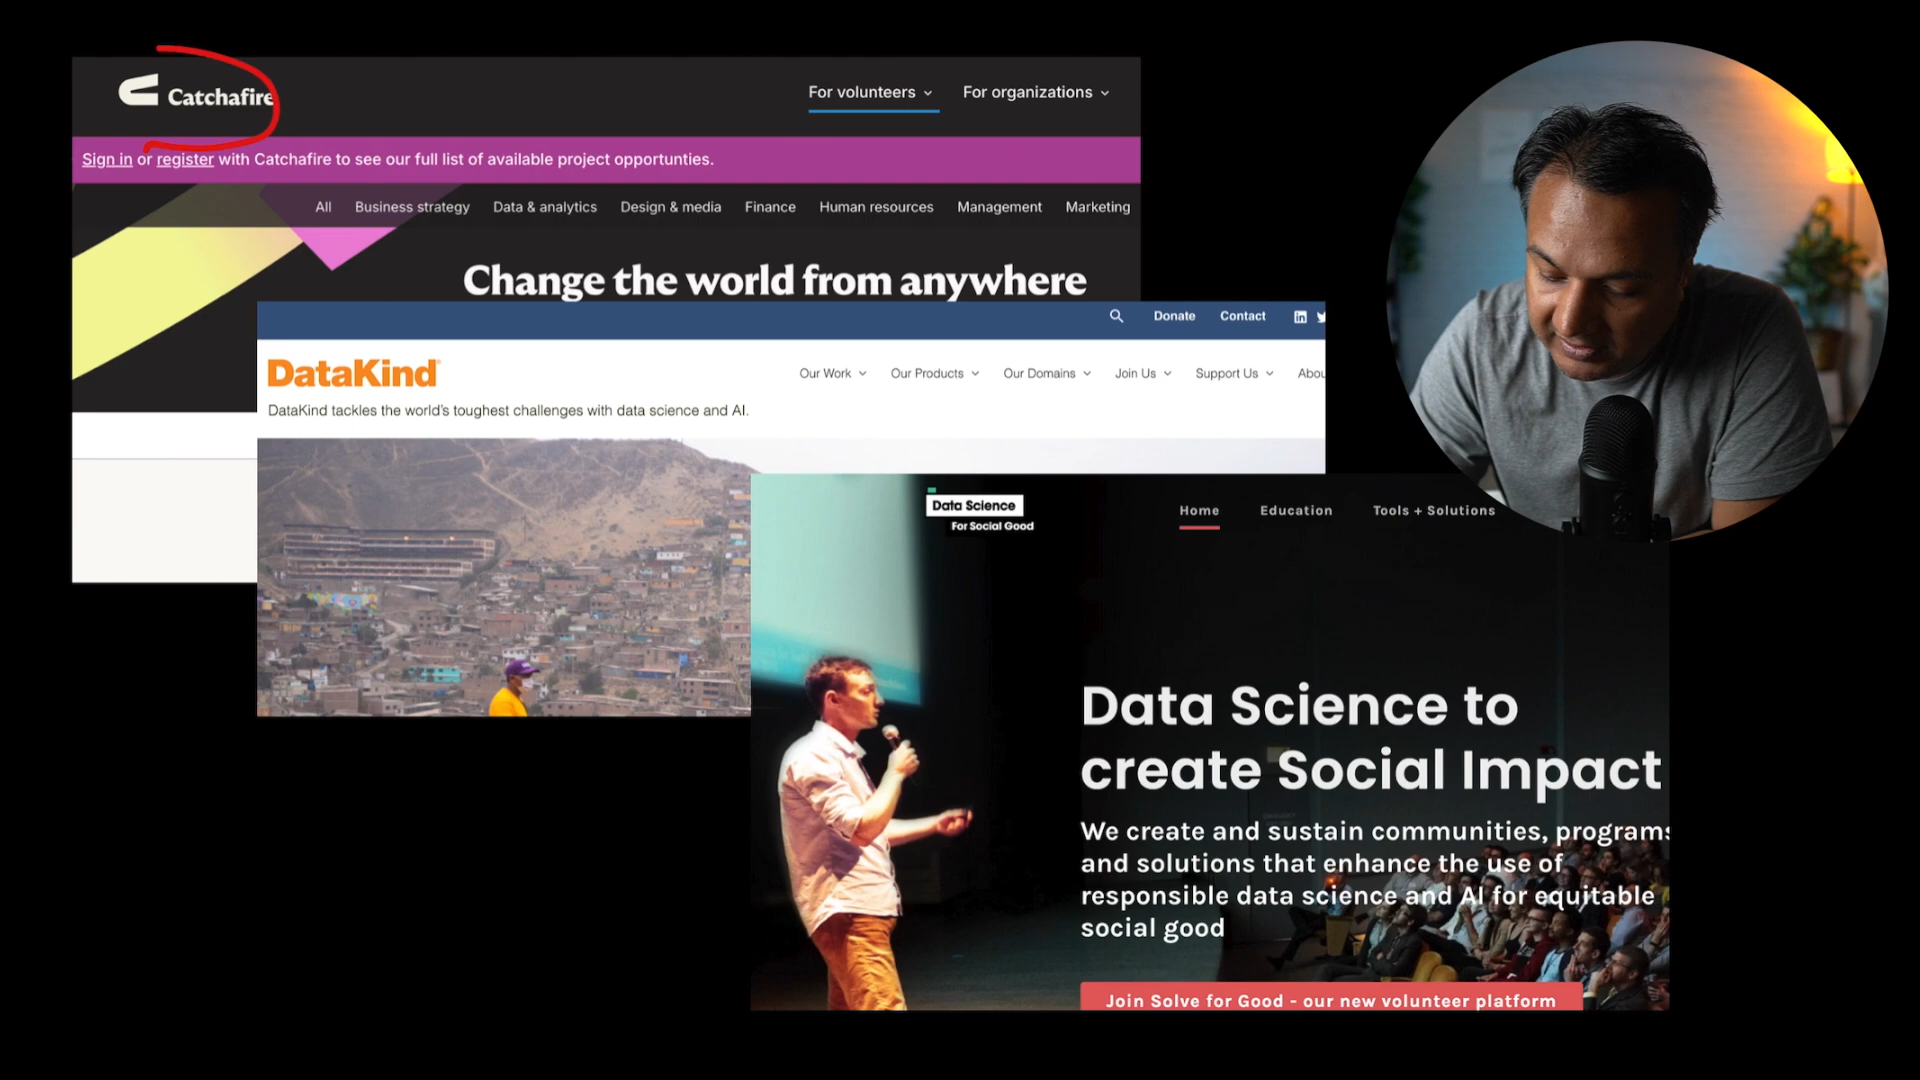 Catchafire
For volunteers
For organizations
Sign in or register with Catchafire to see our full list of available project opportunties.
All Business strategy Data & analytics Design & media Finance Human resources Management Marketing
Change the world from anywhere
Donate Contact
DataKind
Our Work Our Products Our Domains Join Us Support Us Abou
DataKind tackles the world's toughest challenges with data science and AI.
Data Science
For Social Good
Home Education Tools + Solutions
Data Science to
create Social Impact
We create and sustain communities, programs
and solutions that enhance the use of
responsible data science and AI for equitable
social good
Join Solve for Good - our new volunteer platform